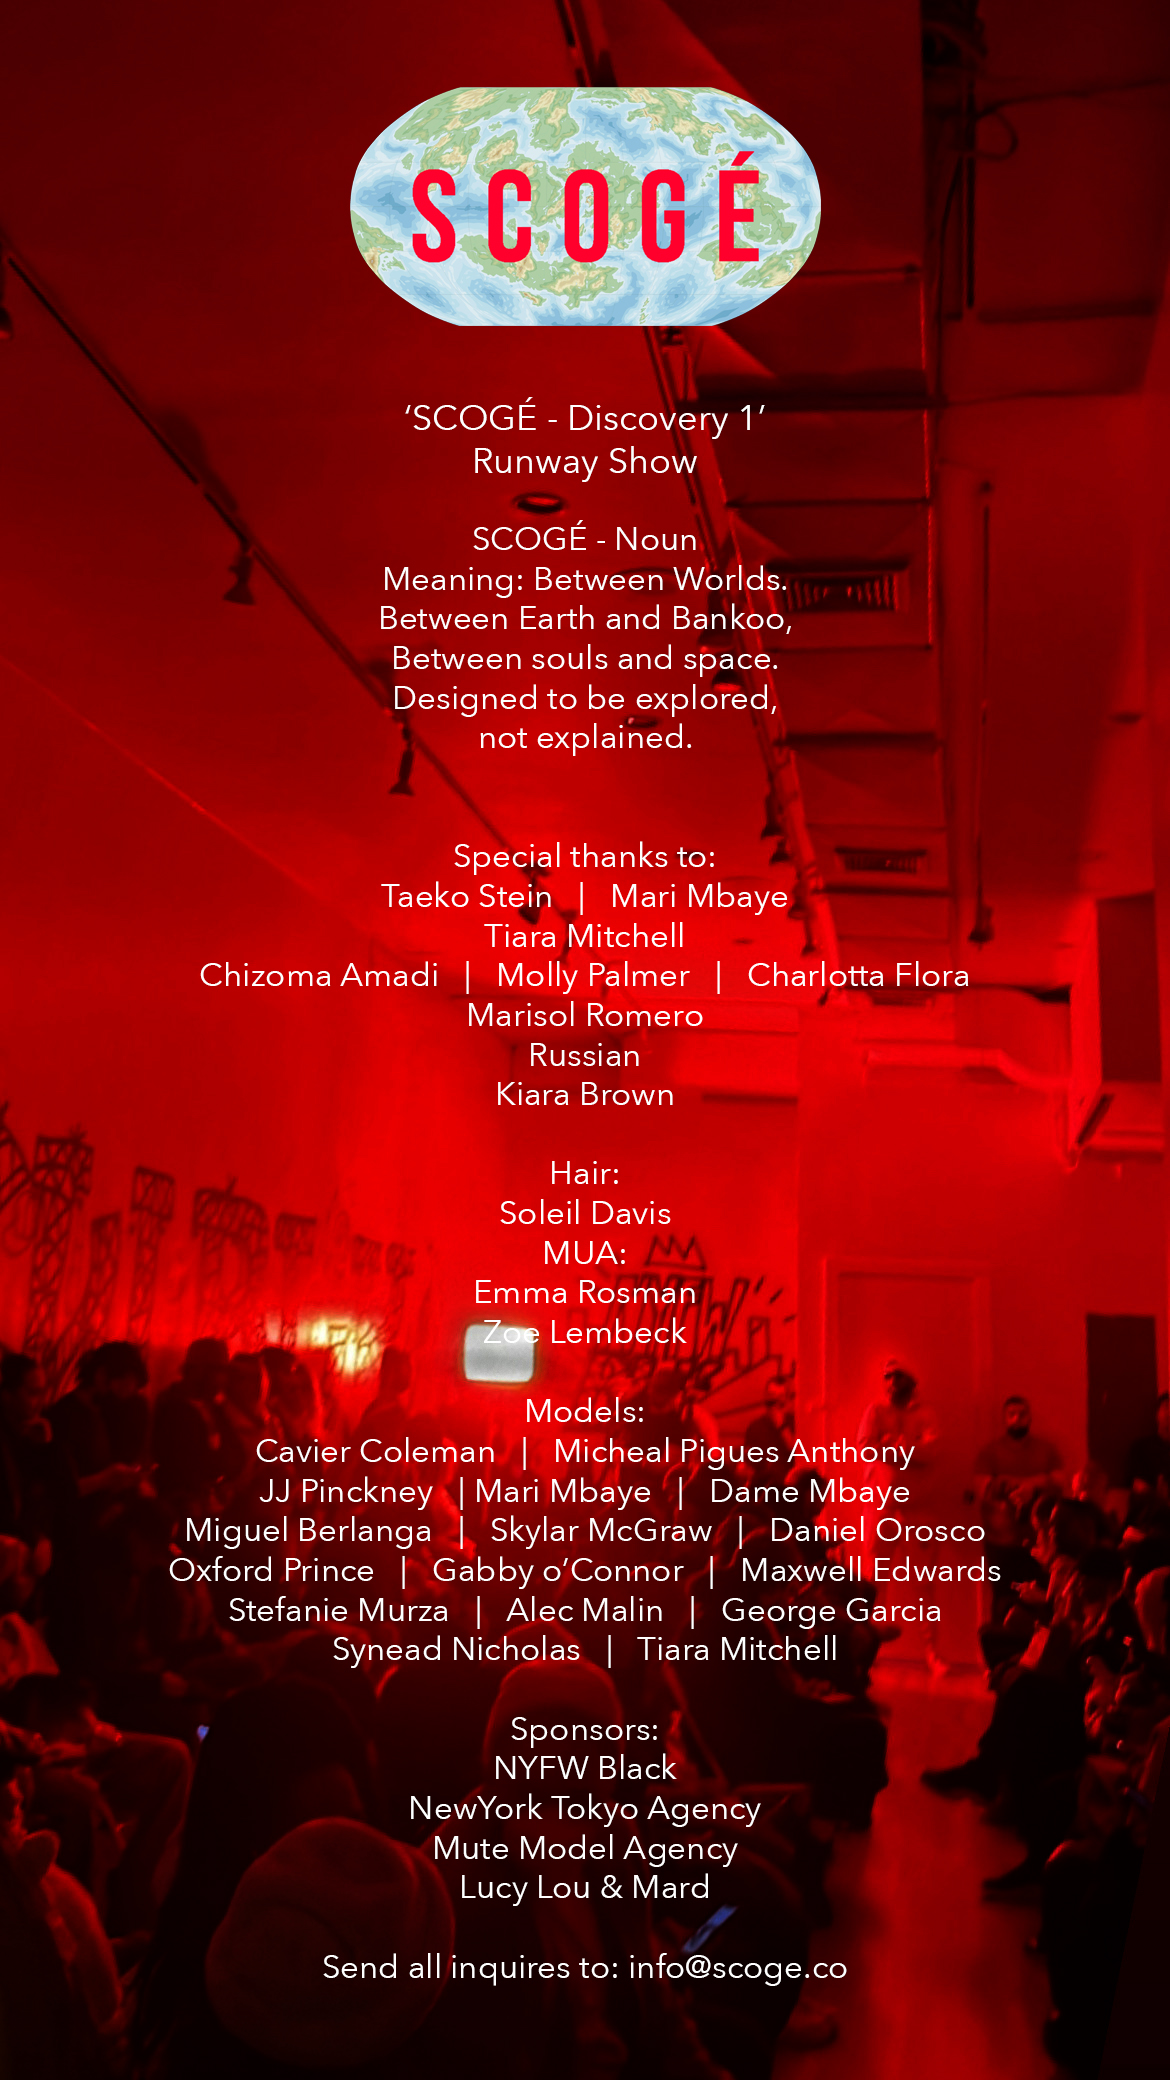 SCOGÉ
‘SCOGÉ - Discovery 1’
Runway Show
SCOGÉ - Noun
Meaning: Between Worlds.
Between Earth and Bankoo,
Between souls and space.
Designed to be explored,
not explained.
Special thanks to:
Taeko Stein | Mari Mbaye
Tiara Mitchell
Chizoma Amadi | Molly Palmer | Charlotta Flora
Marisol Romero
Russian
Kiara Brown
Hair:
Soleil Davis
MUA:
Emma Rosman
Zoe Lembeck
Models:
Cavier Coleman | Micheal Pigues Anthony
JJ Pinckney | Mari Mbaye | Dame Mbaye
Miguel Berlanga | Skylar McGraw | Daniel Orosco
Oxford Prince | Gabby o’Connor | Maxwell Edwards
Stefanie Murza | Alec Malin | George Garcia
Synead Nicholas | Tiara Mitchell
Sponsors:
NYFW Black
NewYork Tokyo Agency
Mute Model Agency
Lucy Lou & Mard
Send all inquires to: info@scoge.co